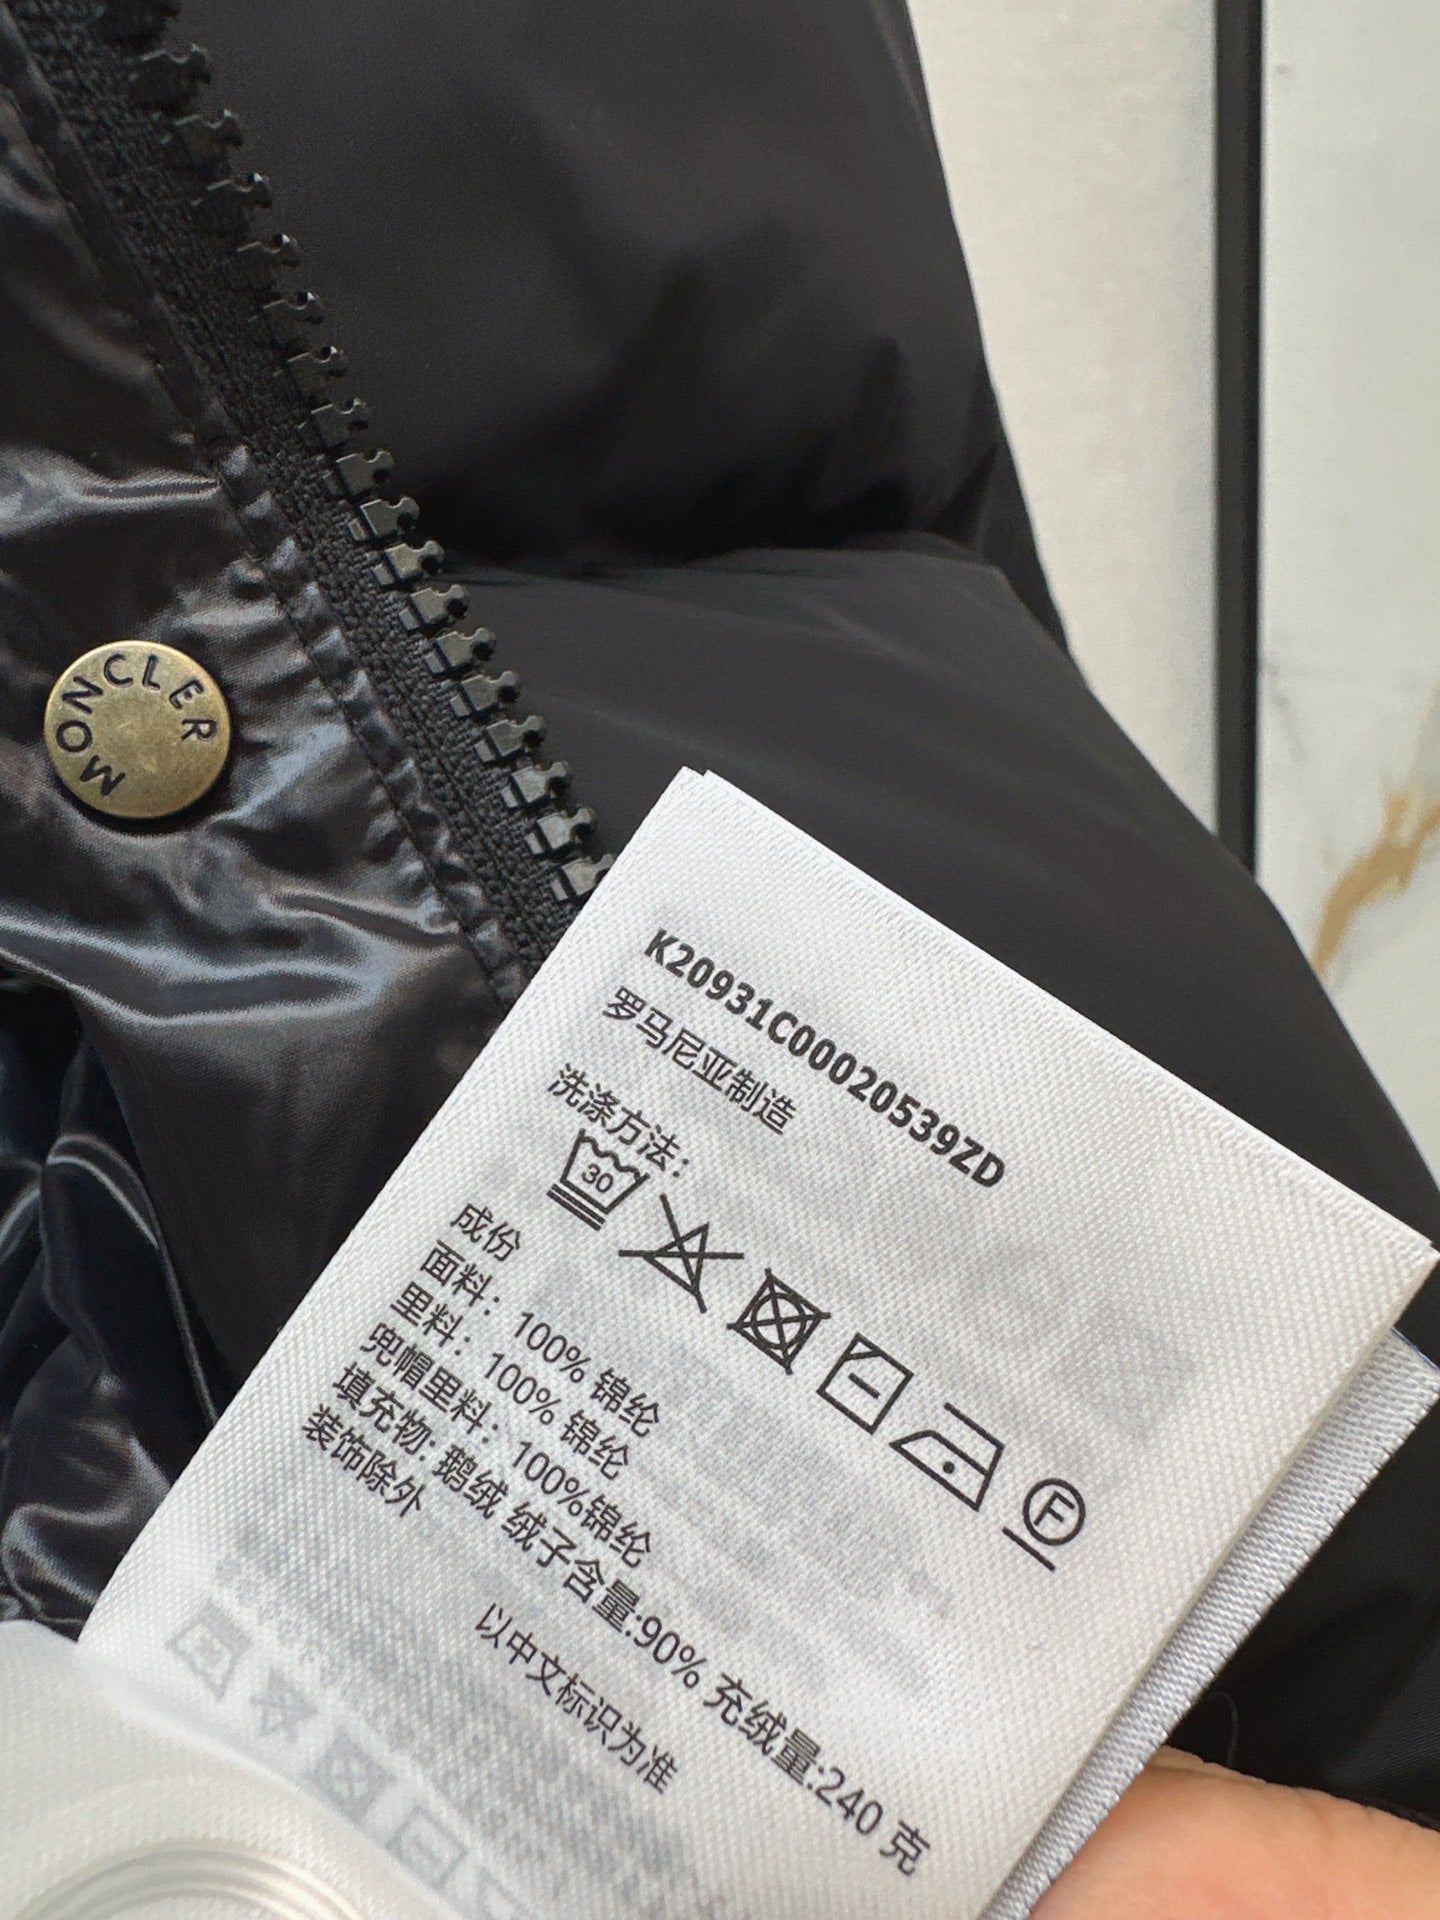 MONCLER
K20931C00020539ZD
罗马尼亚制造
洗涤方法：
30
F
成份
面料：100% 锦纶
里料：100% 锦纶
兜帽里料：100%锦纶
填充物: 鹅绒 绒子含量:90% 充绒量:240 克
装饰除外
以中文标识为准